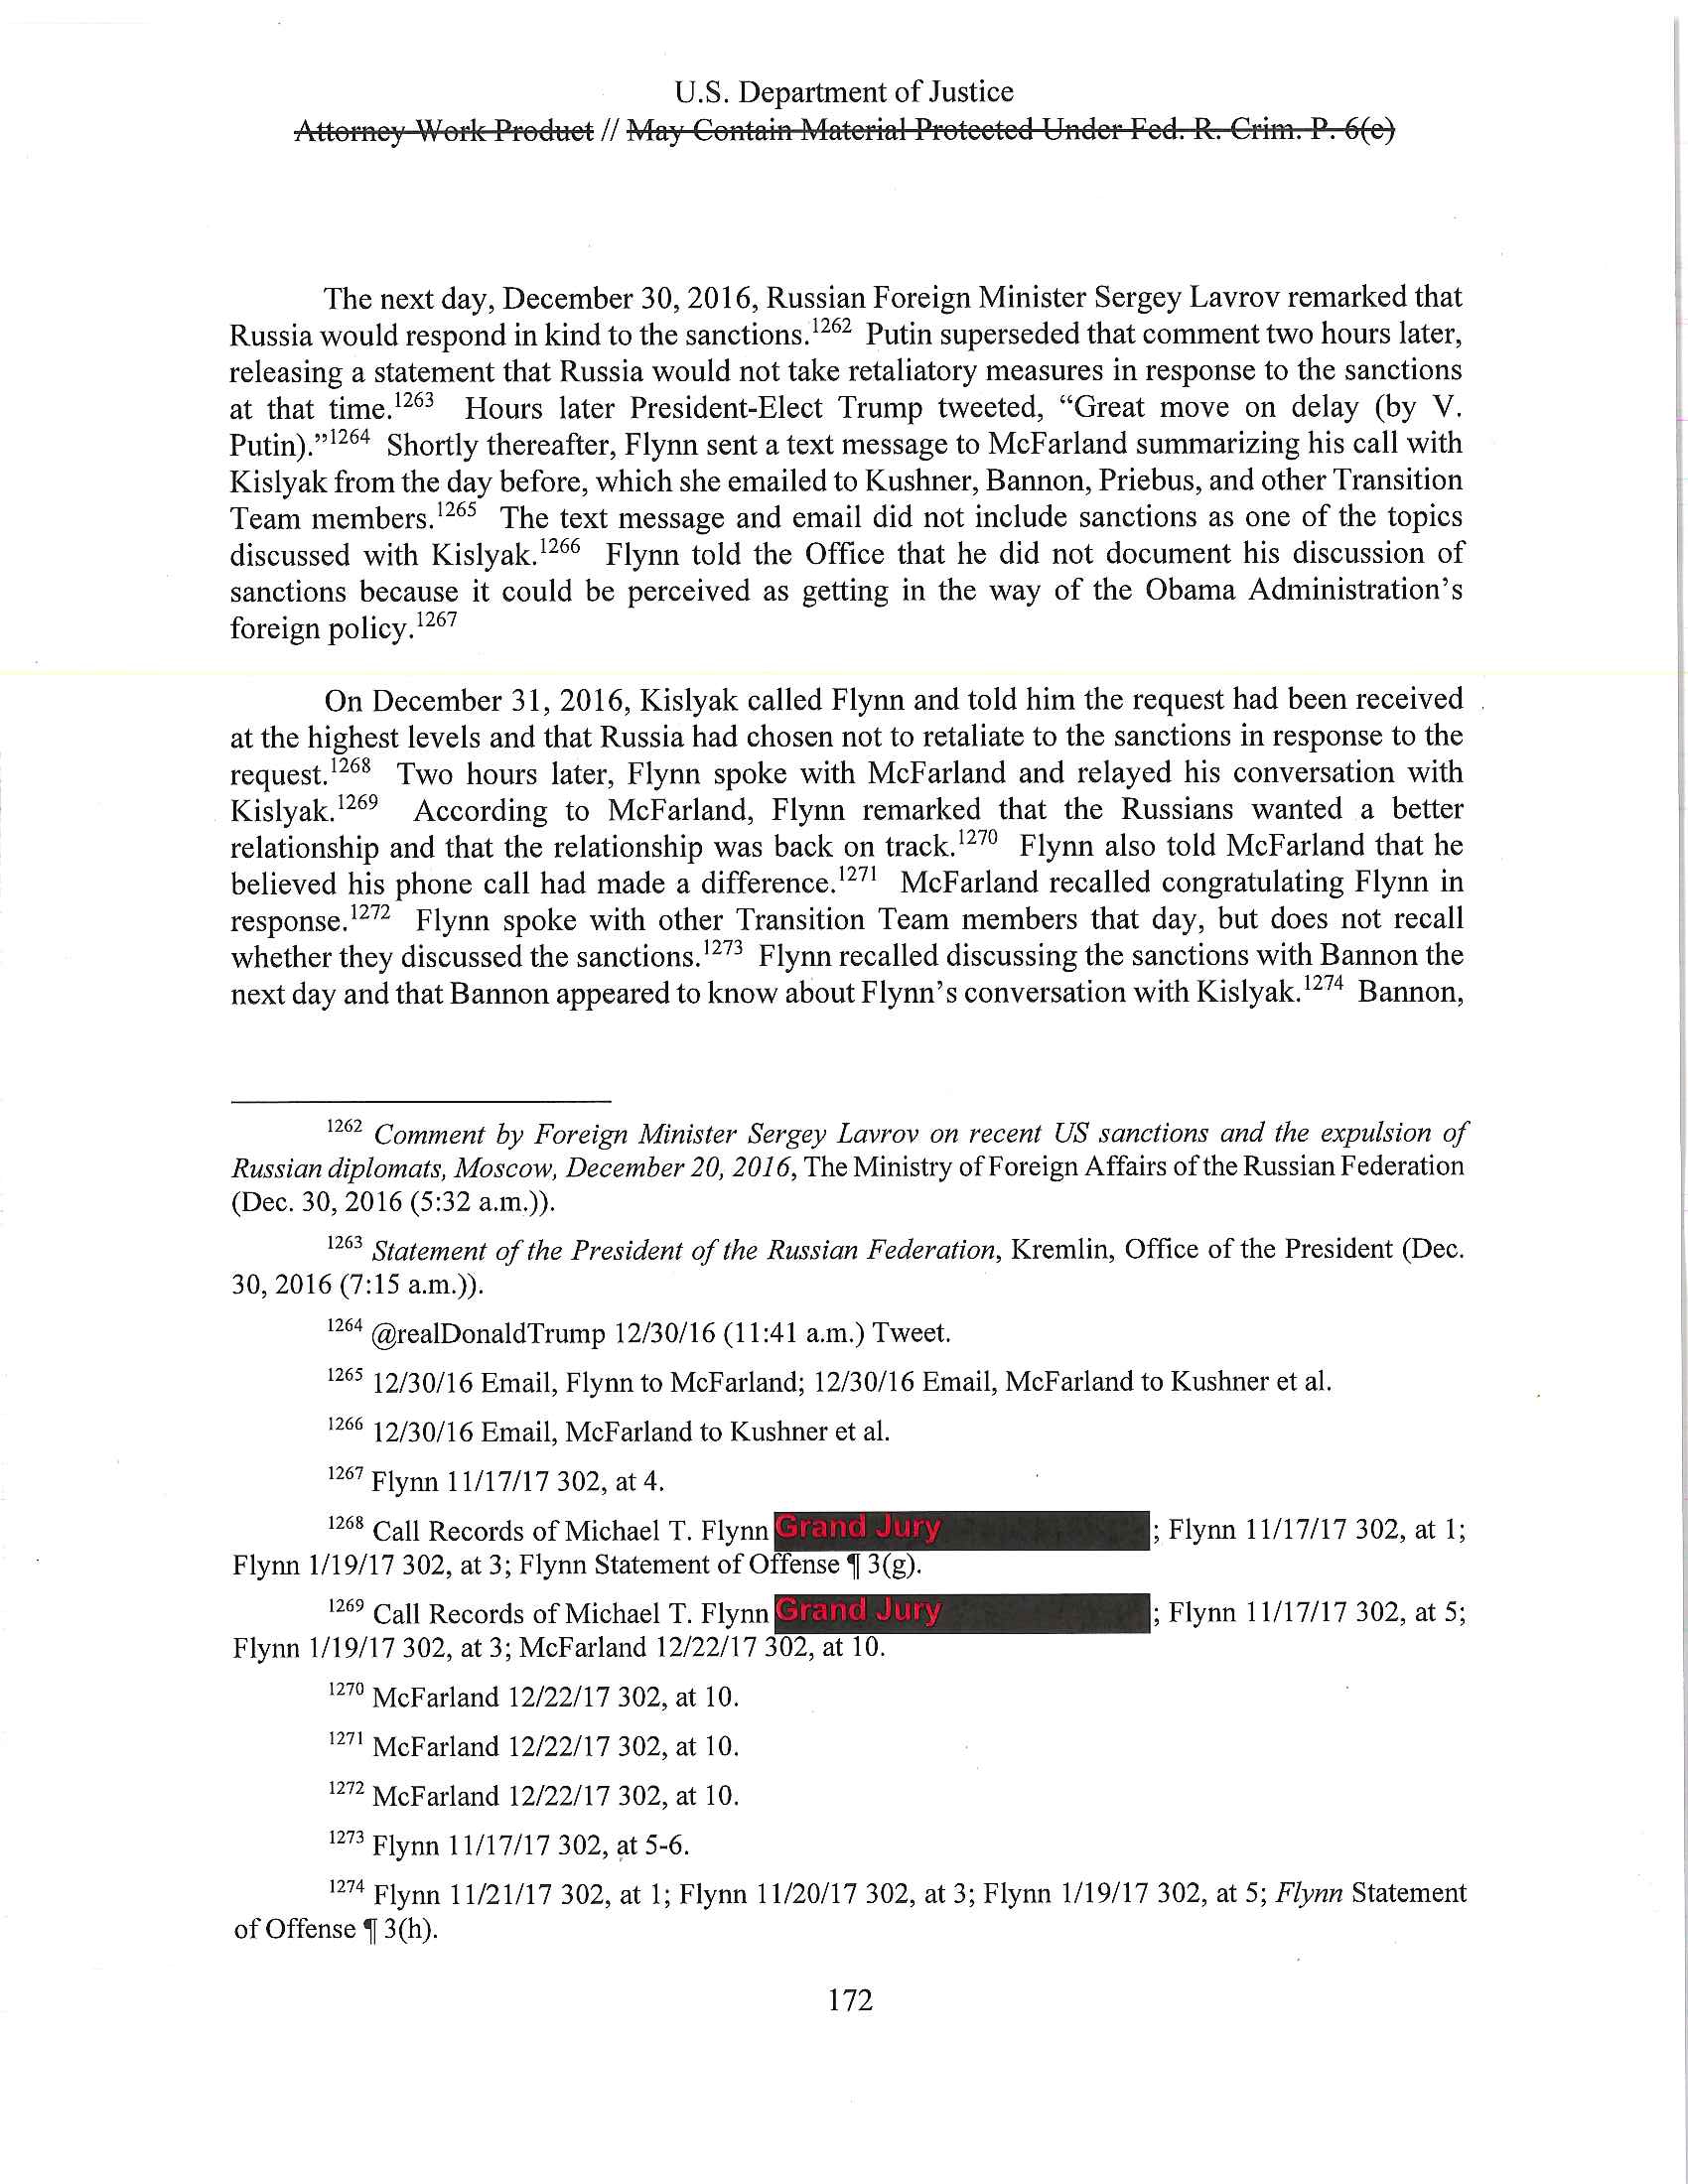 U.S. Department of Justice
Attorney Work Product // May Contain Material Protected Under Fed. R. Crim. P. 6(e)
The next day, December 30, 2016, Russian Foreign Minister Sergey Lavrov remarked that
Russia would respond in kind to the sanctions.1262 Putin superseded that comment two hours later,
releasing a statement that Russia would not take retaliatory measures in response to the sanctions
at that time.1263 Hours later President-Elect Trump tweeted, “Great move on delay (by V.
Putin).”1264 Shortly thereafter, Flynn sent a text message to McFarland summarizing his call with
Kislyak from the day before, which she emailed to Kushner, Bannon, Priebus, and other Transition
Team members.1265 The text message and email did not include sanctions as one of the topics
discussed with Kislyak.1266 Flynn told the Office that he did not document his discussion of
sanctions because it could be perceived as getting in the way of the Obama Administration’s
foreign policy.1267
On December 31, 2016, Kislyak called Flynn and told him the request had been received
at the highest levels and that Russia had chosen not to retaliate to the sanctions in response to the
request.1268 Two hours later, Flynn spoke with McFarland and relayed his conversation with
Kislyak.1269 According to McFarland, Flynn remarked that the Russians wanted a better
relationship and that the relationship was back on track.1270 Flynn also told McFarland that he
believed his phone call had made a difference.1271 McFarland recalled congratulating Flynn in
response.1272 Flynn spoke with other Transition Team members that day, but does not recall
whether they discussed the sanctions.1273 Flynn recalled discussing the sanctions with Bannon the
next day and that Bannon appeared to know about Flynn’s conversation with Kislyak.1274 Bannon,
1262 Comment by Foreign Minister Sergey Lavrov on recent US sanctions and the expulsion of
Russian diplomats, Moscow, December 20, 2016, The Ministry of Foreign Affairs of the Russian Federation
(Dec. 30, 2016 (5:32 a.m.)).
1263 Statement of the President of the Russian Federation, Kremlin, Office of the President (Dec.
30, 2016 (7:15 a.m.)).
1264 @realDonaldTrump 12/30/16 (11:41 a.m.) Tweet.
1265 12/30/16 Email, Flynn to McFarland; 12/30/16 Email, McFarland to Kushner et al.
1266 12/30/16 Email, McFarland to Kushner et al.
1267 Flynn 11/17/17 302, at 4.
1268 Call Records of Michael T. Flynn Grand Jury ; Flynn 11/17/17 302, at 1;
Flynn 1/19/17 302, at 3; Flynn Statement of Offense ¶ 3(g).
1269 Call Records of Michael T. Flynn Grand Jury ; Flynn 11/17/17 302, at 5;
Flynn 1/19/17 302, at 3; McFarland 12/22/17 302, at 10.
1270 McFarland 12/22/17 302, at 10.
1271 McFarland 12/22/17 302, at 10.
1272 McFarland 12/22/17 302, at 10.
1273 Flynn 11/17/17 302, at 5-6.
1274 Flynn 11/21/17 302, at 1; Flynn 11/20/17 302, at 3; Flynn 1/19/17 302, at 5; Flynn Statement
of Offense ¶ 3(h).
172